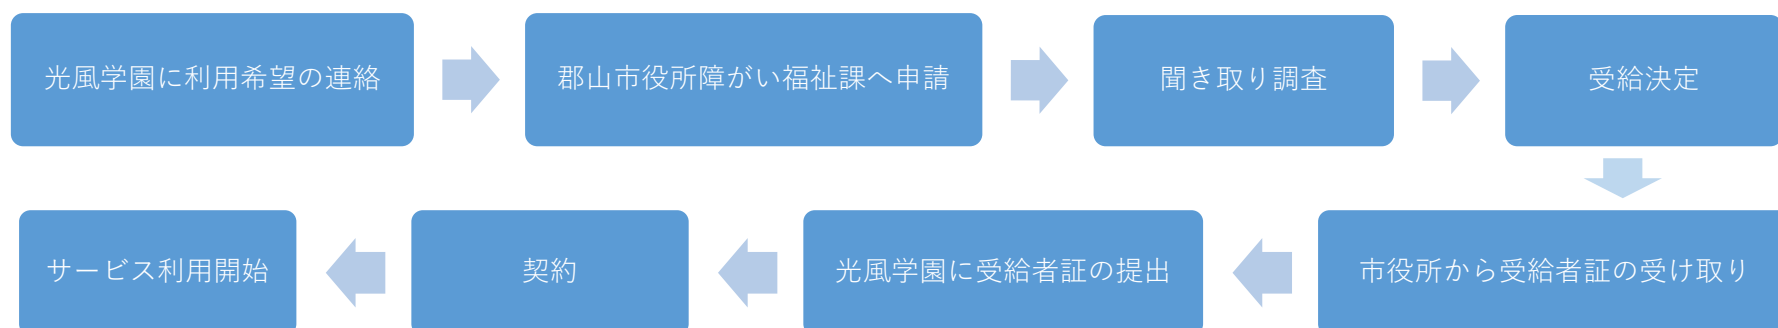 光風学園に利用希望の連絡
郡山市役所障がい福祉課へ申請
聞き取り調査
受給決定
市役所から受給者証の受け取り
光風学園に受給者証の提出
契約
サービス利用開始